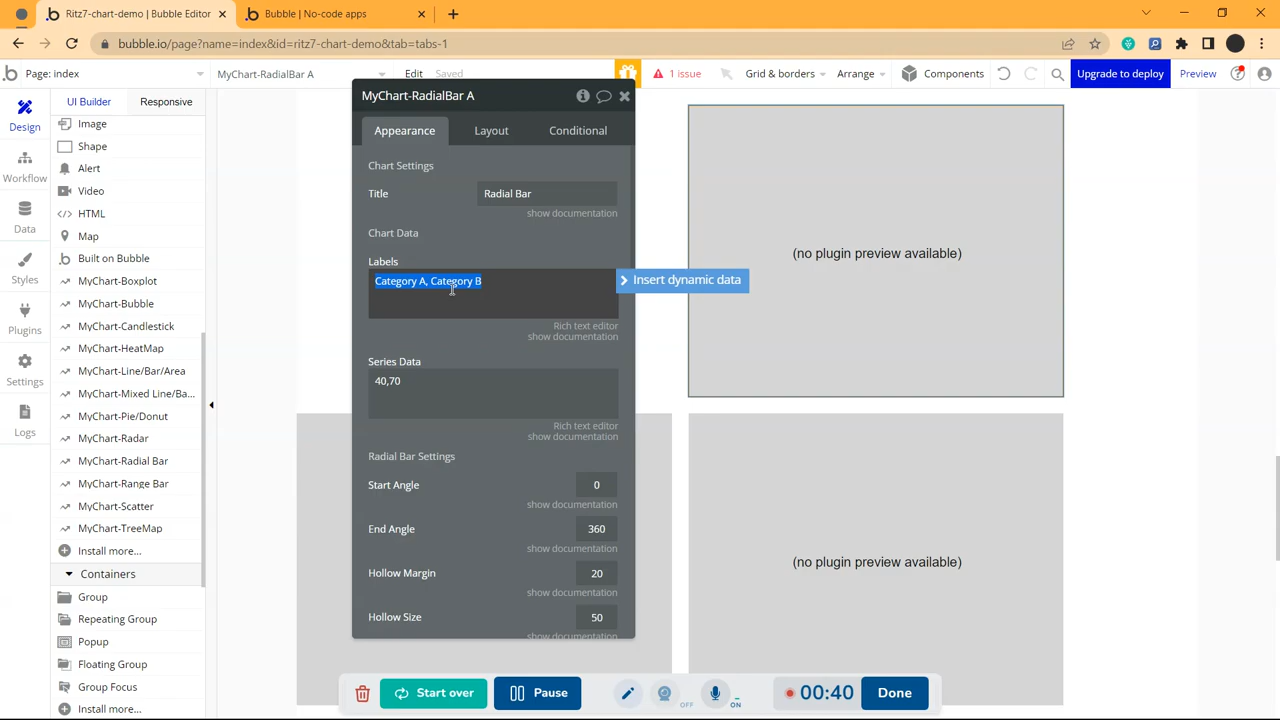 Ritz7-chart-demo | Bubble Editor
Bubble | No-code apps
bubble.io/page?name=index&id=ritz7-chart-demo&tab=tabs-1
Page: index
MyChart-RadialBar A
Edit
Saved
1 issue
Grid & borders
Arrange
Components
Upgrade to deploy
Preview
Design
Workflow
Data
Styles
Plugins
Settings
Logs
UI Builder
Responsive
Image
Shape
Alert
Video
</> HTML
Map
Built on Bubble
MyChart-Boxplot
MyChart-Bubble
MyChart-Candlestick
MyChart-HeatMap
MyChart-Line/Bar/Area
MyChart-Mixed Line/Ba...
MyChart-Pie/Donut
MyChart-Radar
MyChart-Radial Bar
MyChart-Range Bar
MyChart-Scatter
MyChart-TreeMap
Install more...
Containers
Group
Repeating Group
Popup
Floating Group
Group Focus
Install more...
MyChart-RadialBar A
Appearance
Layout
Conditional
Chart Settings
Title
Radial Bar
show documentation
Chart Data
Labels
Category A, Category B
Insert dynamic data
Rich text editor
show documentation
Series Data
40,70
Rich text editor
show documentation
Radial Bar Settings
Start Angle
0
show documentation
End Angle
360
show documentation
Hollow Margin
20
show documentation
Hollow Size
50
show documentation
(no plugin preview available)
(no plugin preview available)
Start over
Pause
OFF
ON
00:40
Done